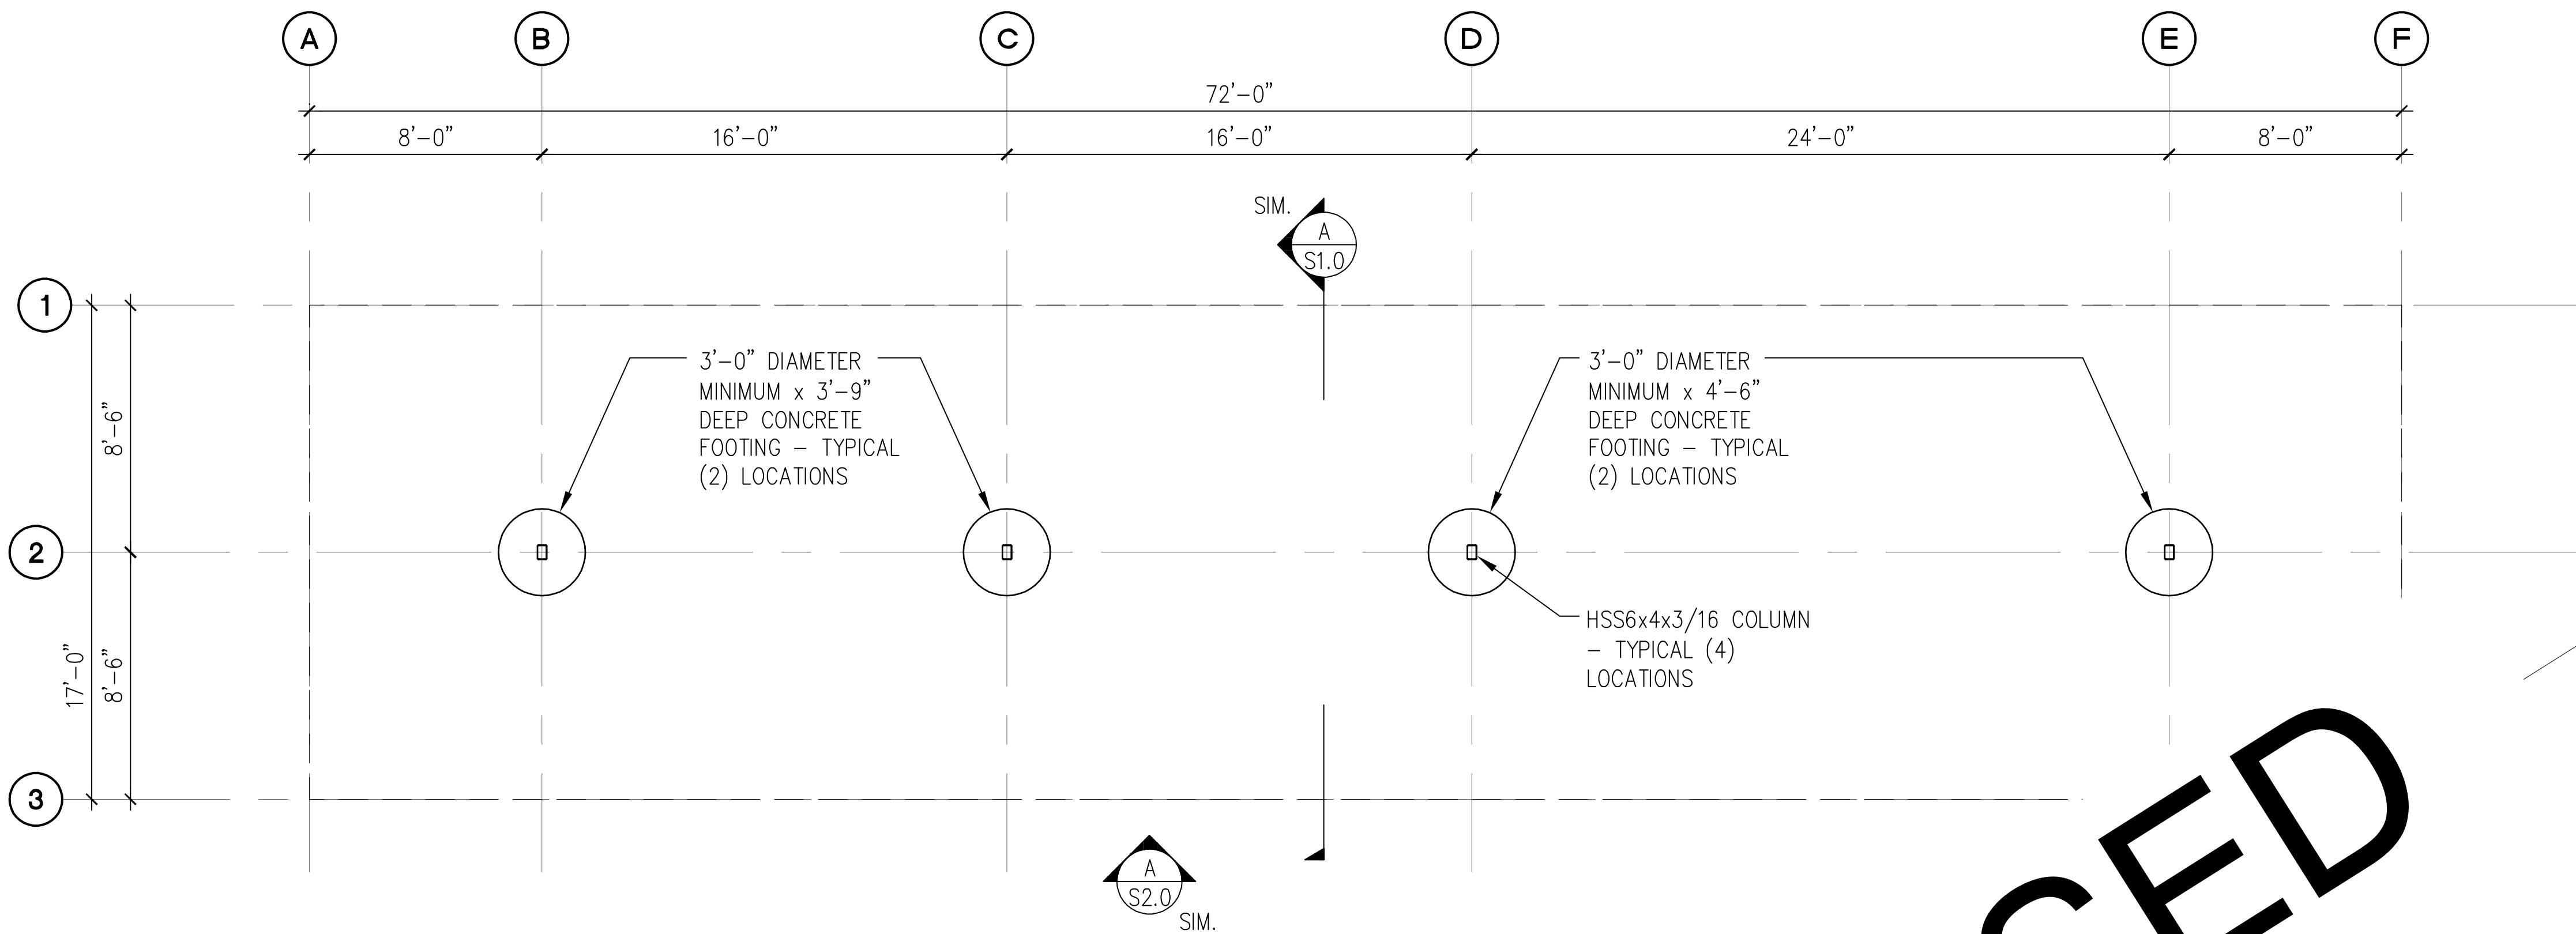 A
B
C
D
E
F
72'-0"
8'-0"
16'-0"
16'-0"
24'-0"
8'-0"
SIM.
A
S1.0
1
3'-0" DIAMETER
MINIMUM x 3'-9"
DEEP CONCRETE
FOOTING - TYPICAL
(2) LOCATIONS
3'-0" DIAMETER
MINIMUM x 4'-6"
DEEP CONCRETE
FOOTING - TYPICAL
(2) LOCATIONS
8'-6"
2
HSS6x4x3/16 COLUMN
- TYPICAL (4)
LOCATIONS
17'-0"
8'-6"
3
A
S2.0
SIM.
CED